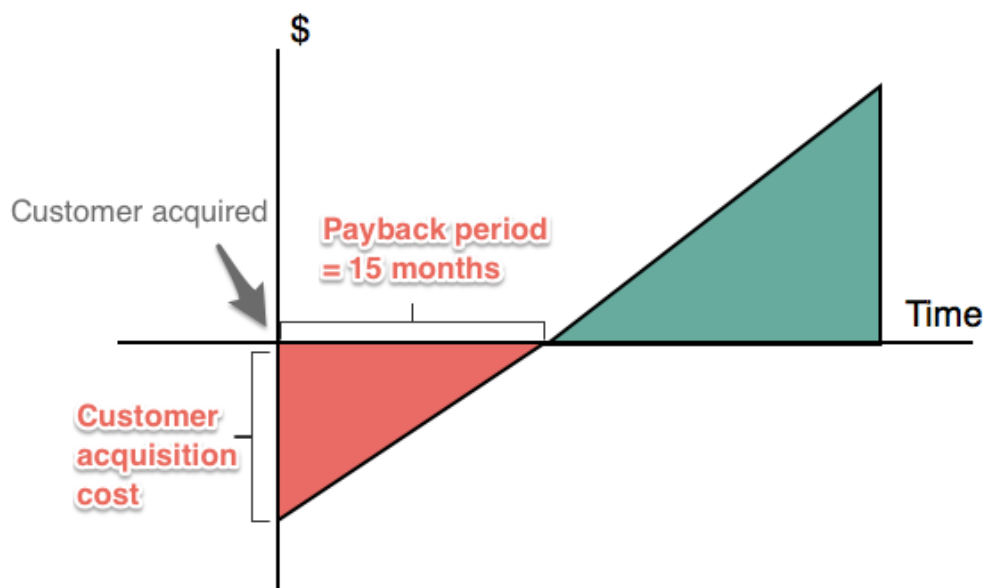 $
Customer acquired
Payback period
= 15 months
Time
Customer
acquisition
cost